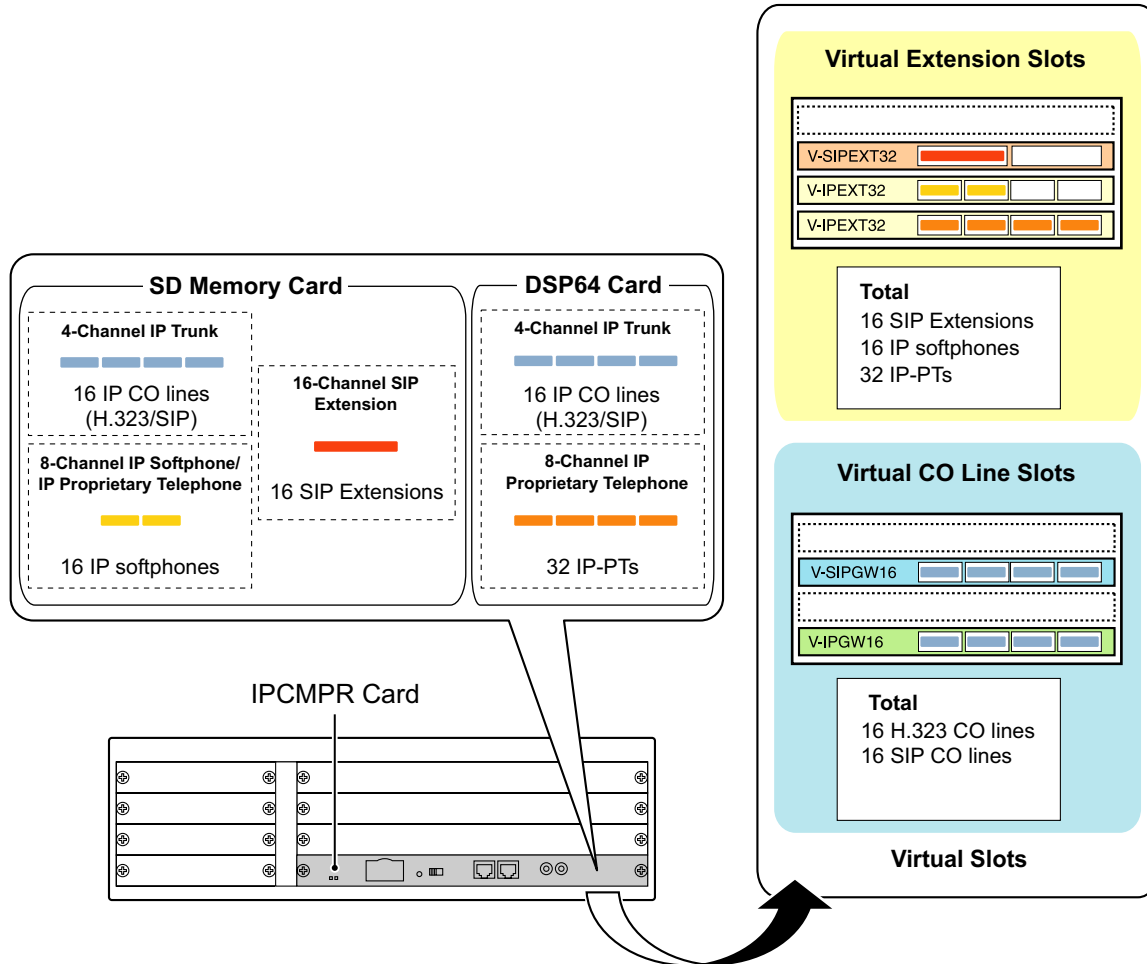 SD Memory Card
4-Channel IP Trunk
16 IP CO lines
(H.323/SIP)
8-Channel IP Softphone/
IP Proprietary Telephone
16 IP softphones
16-Channel SIP
Extension
16 SIP Extensions
DSP64 Card
4-Channel IP Trunk
16 IP CO lines
(H.323/SIP)
8-Channel IP
Proprietary Telephone
32 IP-PTs
IPCMPR Card
Virtual Extension Slots
V-SIPEXT32
V-IPEXT32
V-IPEXT32
Total
16 SIP Extensions
16 IP softphones
32 IP-PTs
Virtual CO Line Slots
V-SIPGW16
V-IPGW16
Total
16 H.323 CO lines
16 SIP CO lines
Virtual Slots